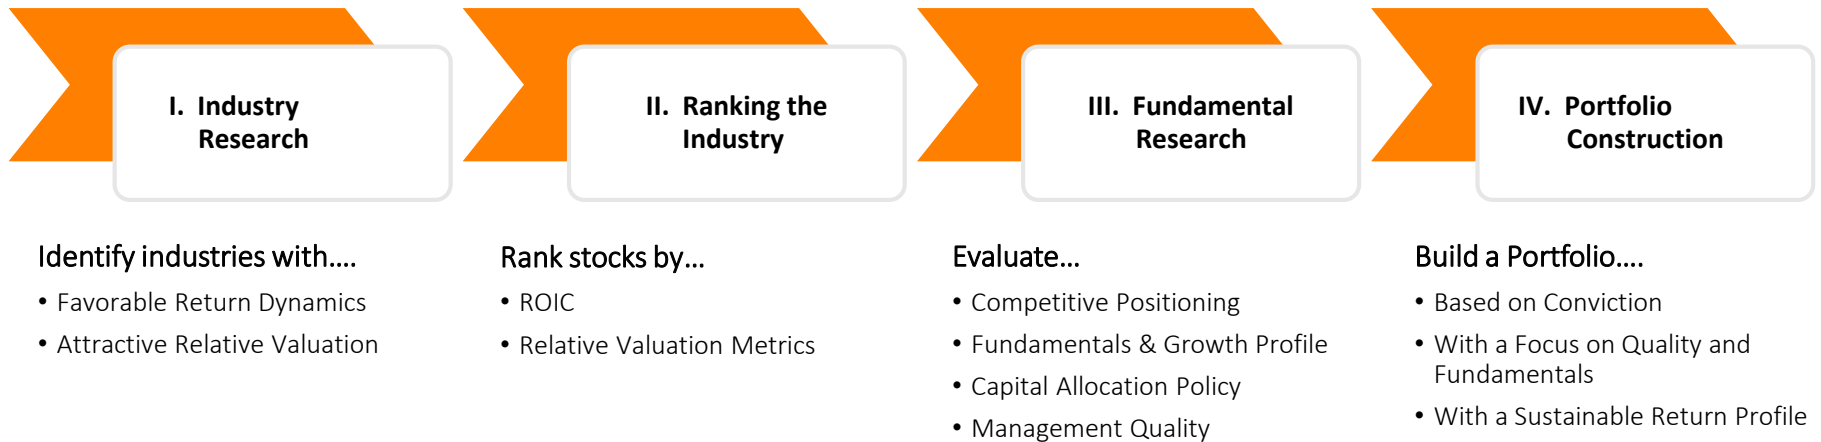 I. Industry
Research
Identify industries with....
• Favorable Return Dynamics
• Attractive Relative Valuation
II. Ranking the
Industry
Rank stocks by...
• ROIC
• Relative Valuation Metrics
III. Fundamental
Research
Evaluate...
• Competitive Positioning
• Fundamentals & Growth Profile
• Capital Allocation Policy
• Management Quality
IV. Portfolio
Construction
Build a Portfolio....
• Based on Conviction
• With a Focus on Quality and
Fundamentals
• With a Sustainable Return Profile